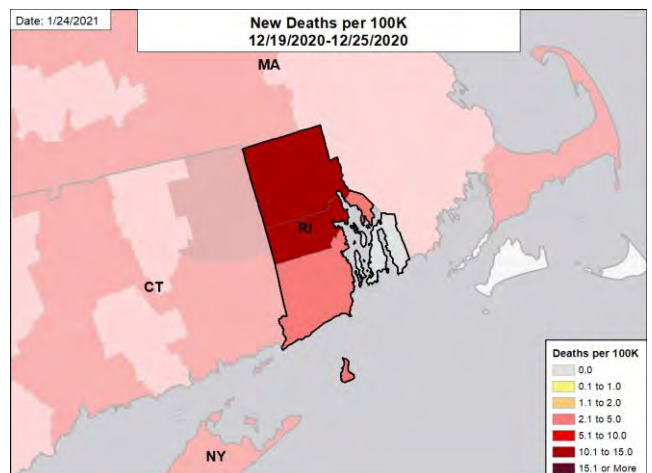 Date: 1/24/2021
New Deaths per 100K
12/19/2020-12/25/2020
MA
RI
CT
NY
Deaths per 100K
0.0
0.1 to 1.0
1.1 to 2.0
2.1 to 5.0
5.1 to 10.0
10.1 to 15.0
15.1 or More